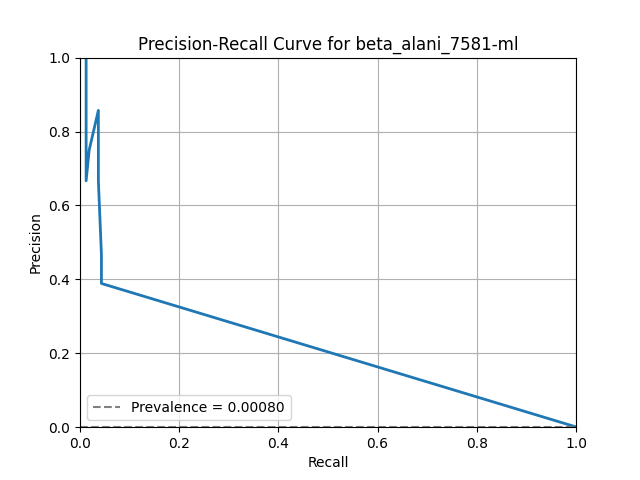 Precision-Recall Curve for beta_alani_7581-ml
1.0
0.8
0.6
0.4
0.2
0.0
Precision
Prevalence = 0.00080
0.0 0.2 0.4 0.6 0.8 1.0
Recall